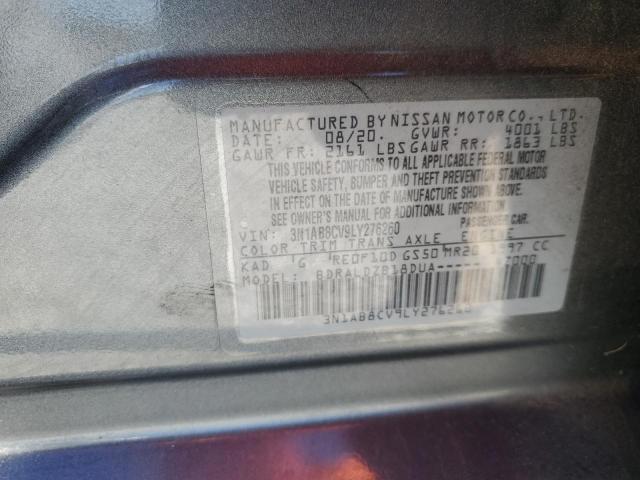 MANUFACTURED BY NISSAN MOTOR CO., LTD.
DATE: 08/20. GVWR: 4001 LBS
GAWR FR: 2161 LBS GAWR RR: 1863 LBS
THIS VEHICLE CONFORMS TO ALL APPLICABLE FEDERAL MOTOR
VEHICLE SAFETY, BUMPER AND THEFT PREVENTION STANDARDS
IN EFFECT ON THE DATE OF MANUFACTURE SHOWN ABOVE.
SEE OWNER'S MANUAL FOR ADDITIONAL INFORMATION
VIN: 3N1AB8CV9LY276260 PASSENGER CAR.
COLOR TRIM TRANS AXLE ENGINE
KAD G RE0F10D GS50 MR20 CC
MODEL: BDRALDZB18DUA
3N1AB8CV9LY276260